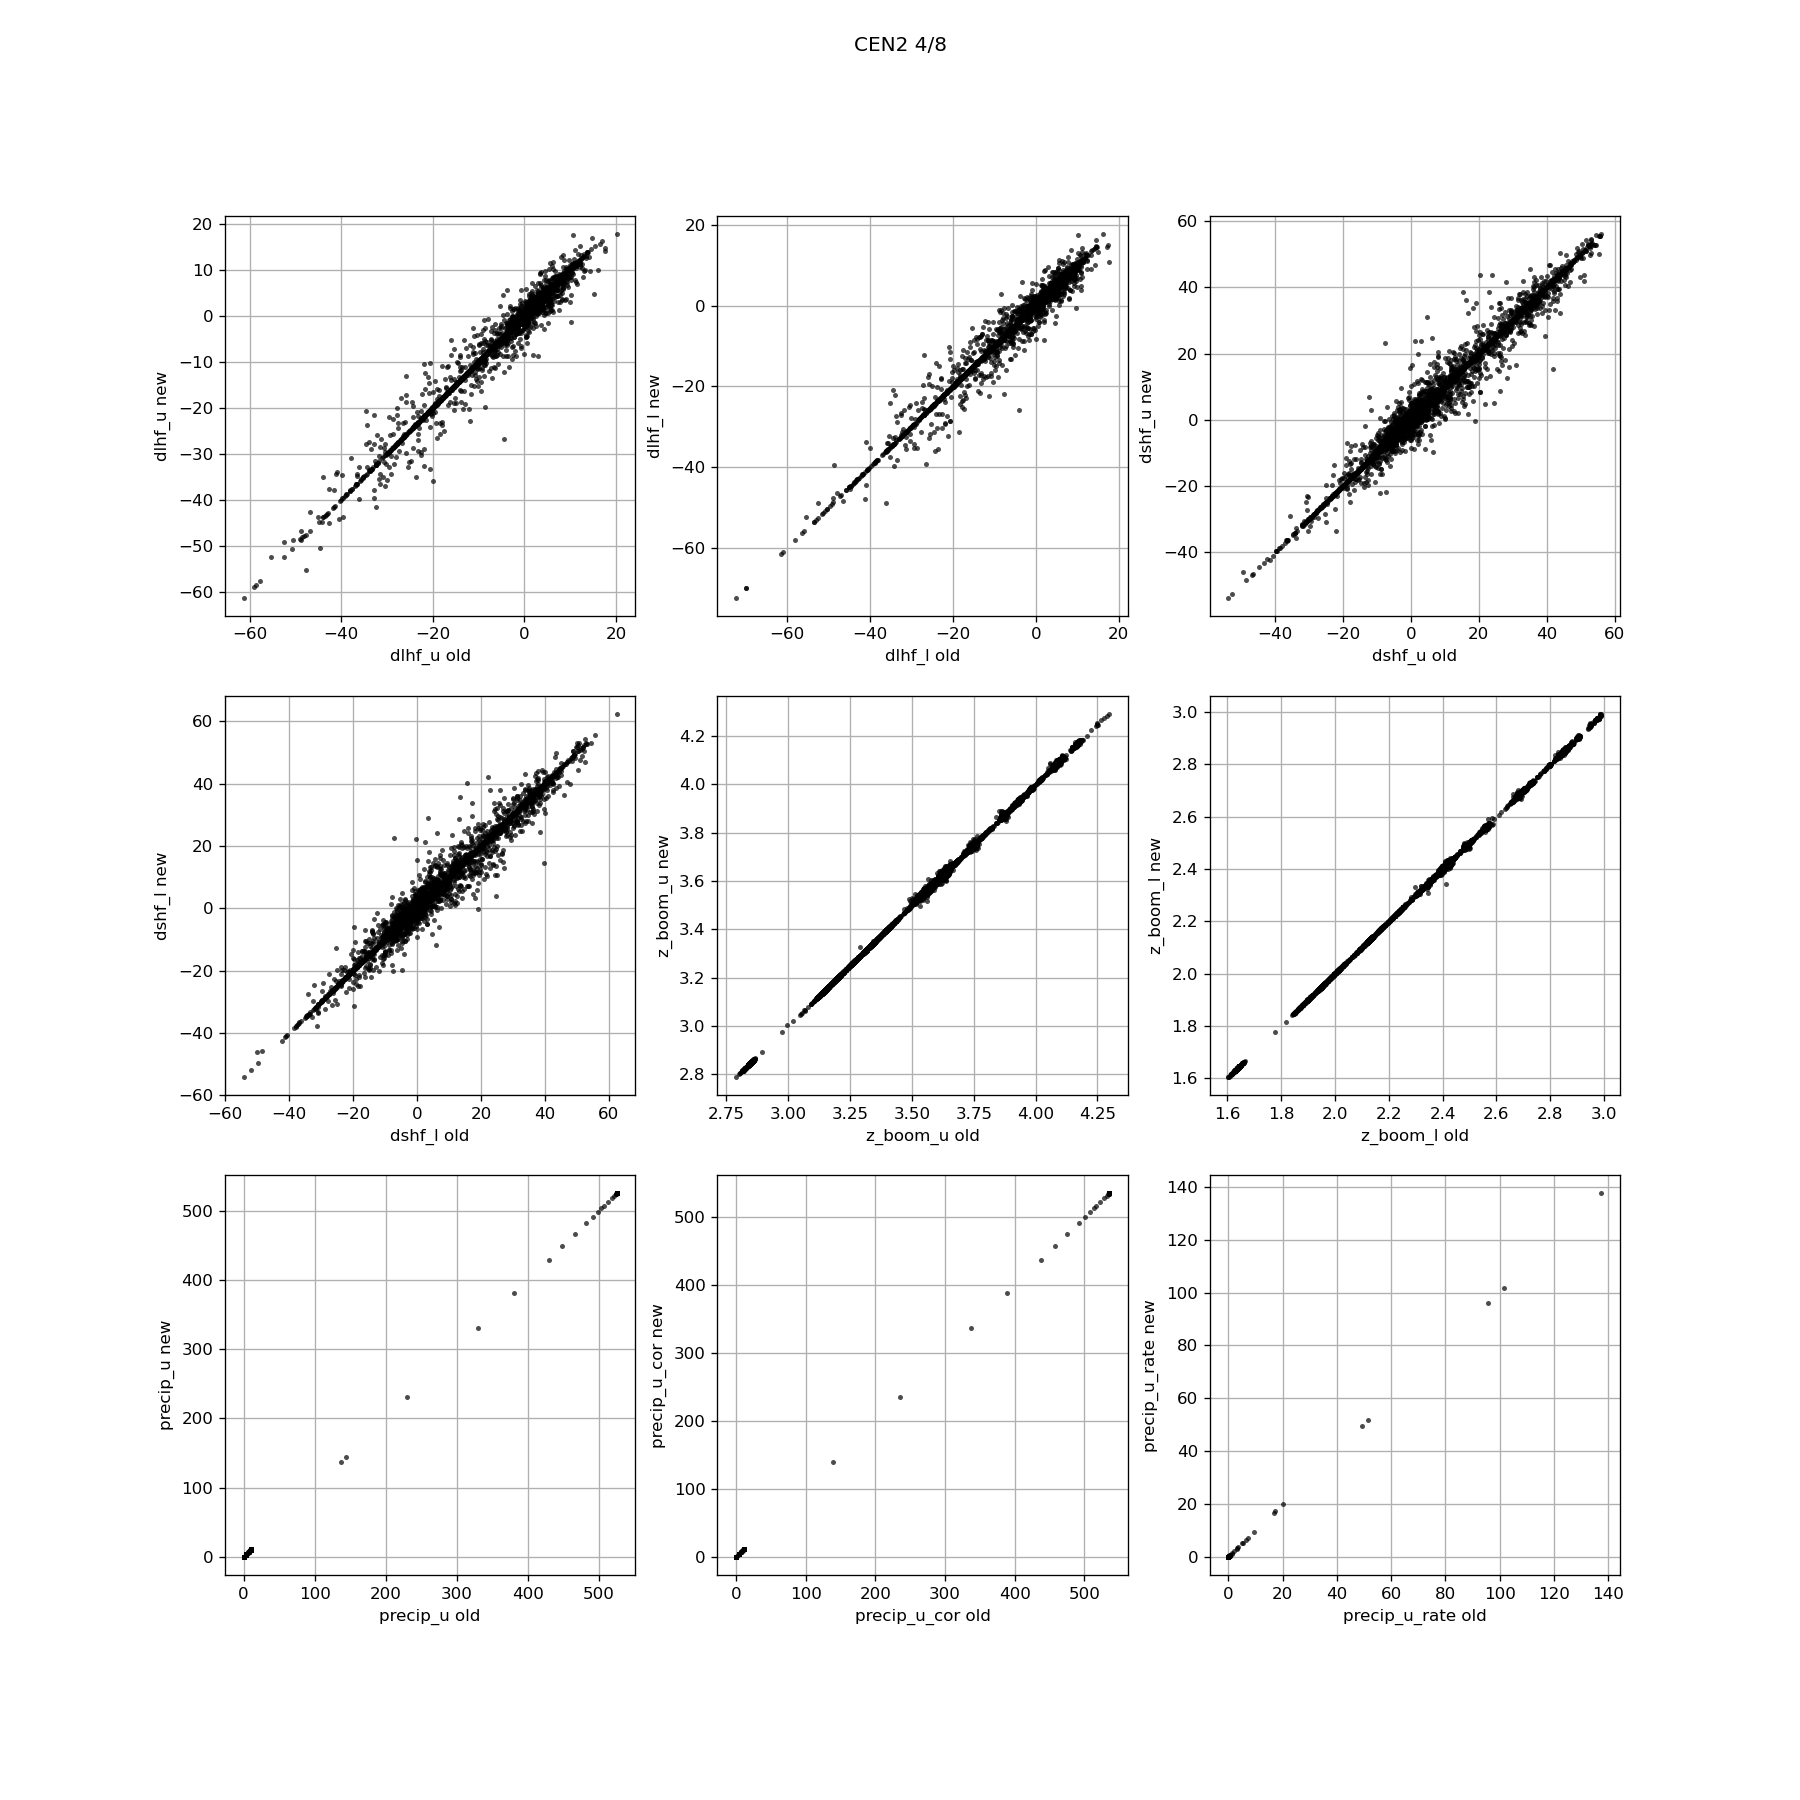 CEN2 4/8
20
10
0
−10
−20
−30
−40
−50
−60
dlhf_u new
−60 −40 −20 0 20
dlhf_u old
20
0
−20
−40
−60
dlhf_l new
−60 −40 −20 0 20
dlhf_l old
60
40
20
0
−20
−40
dshf_u new
−40 −20 0 20 40 60
dshf_u old
60
40
20
0
−20
−40
−60
dshf_l new
−60 −40 −20 0 20 40 60
dshf_l old
4.2
4.0
3.8
3.6
3.4
3.2
3.0
2.8
z_boom_u new
2.75 3.00 3.25 3.50 3.75 4.00 4.25
z_boom_u old
3.0
2.8
2.6
2.4
2.2
2.0
1.8
1.6
z_boom_l new
1.6 1.8 2.0 2.2 2.4 2.6 2.8 3.0
z_boom_l old
500
400
300
200
100
0
precip_u new
0 100 200 300 400 500
precip_u old
500
400
300
200
100
0
precip_u_cor new
0 100 200 300 400 500
precip_u_cor old
140
120
100
80
60
40
20
0
precip_u_rate new
0 20 40 60 80 100 120 140
precip_u_rate old